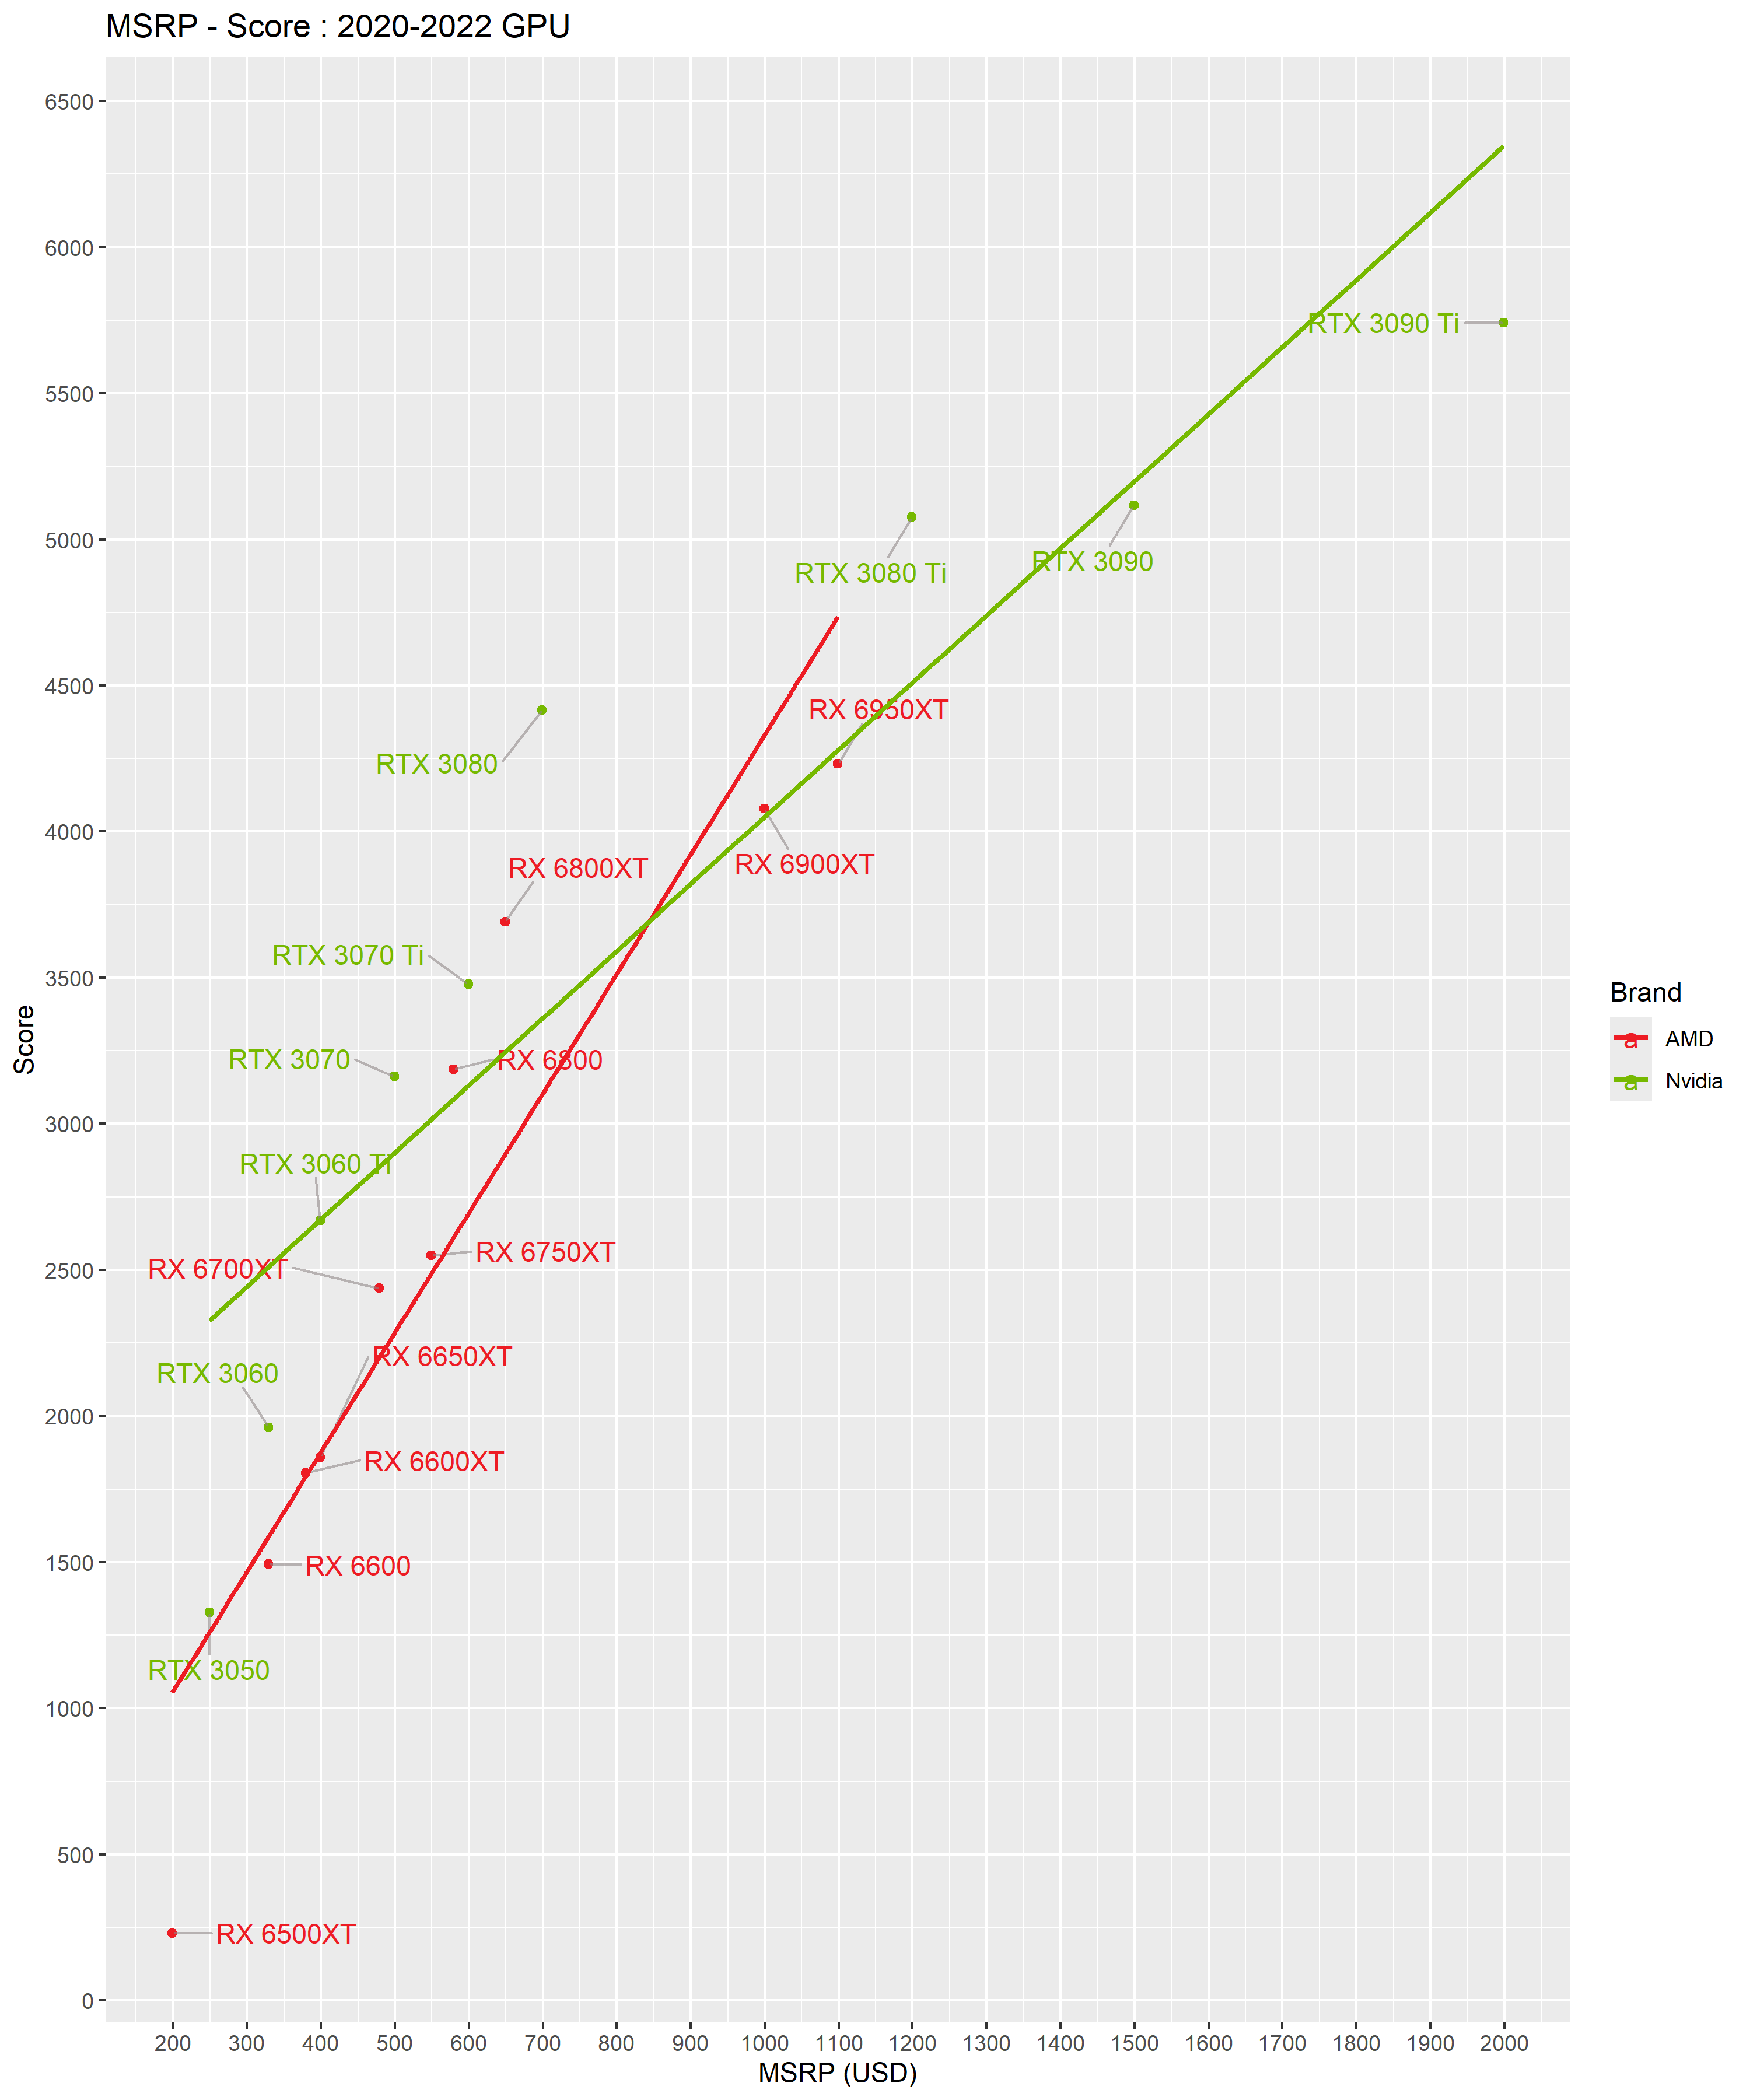 MSRP - Score : 2020-2022 GPU
6500
6000
RTX 3090 Ti
5500
5000
RTX 3090
RTX 3080 Ti
4500
RX 6950XT
RTX 3080
4000
RX 6900XT
RX 6800XT
RTX 3070 Ti
3500
Brand
a AMD
a Nvidia
Score
RTX 3070
RX 6800
3000
RTX 3060 Ti
RX 6750XT
RX 6700XT
2500
RX 6650XT
RTX 3060
2000
RX 6600XT
1500
RX 6600
RTX 3050
1000
500
RX 6500XT
0
200 300 400 500 600 700 800 900 1000 1100 1200 1300 1400 1500 1600 1700 1800 1900 2000
MSRP (USD)